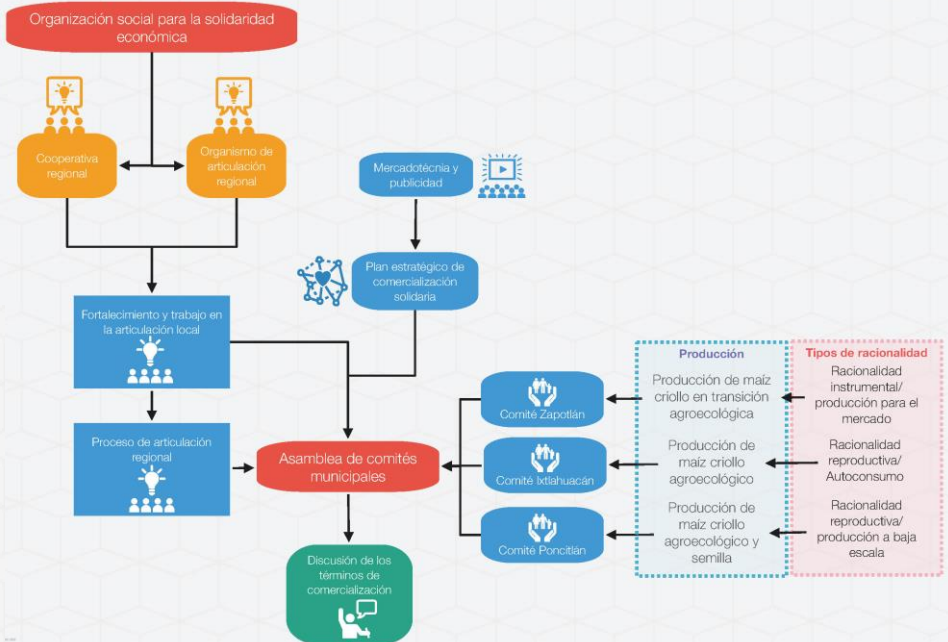 Organización social para la solidaridad
económica
Cooperativa
regional
Organismo de
articulación
regional
Mercadotécnia y
publicidad
Plan estratégico de
comercialización
solidaria
Fortalecimiento y trabajo en
la articulación local
Proceso de articulación
regional
Asamblea de comités
municipales
Discusión de los
términos de
comercialización
Comité Zapotlán
Comité Ixtlahuacán
Comité Poncitlán
Producción
Producción de maíz
criollo en transición
agroecológica
Producción de
maíz criollo
agroecológico
Producción de
maíz criollo
agroecológico y
semilla
Tipos de racionalidad
Racionalidad
instrumental/
producción para el
mercado
Racionalidad
reproductiva/
Autoconsumo
Racionalidad
reproductiva/
producción a baja
escala